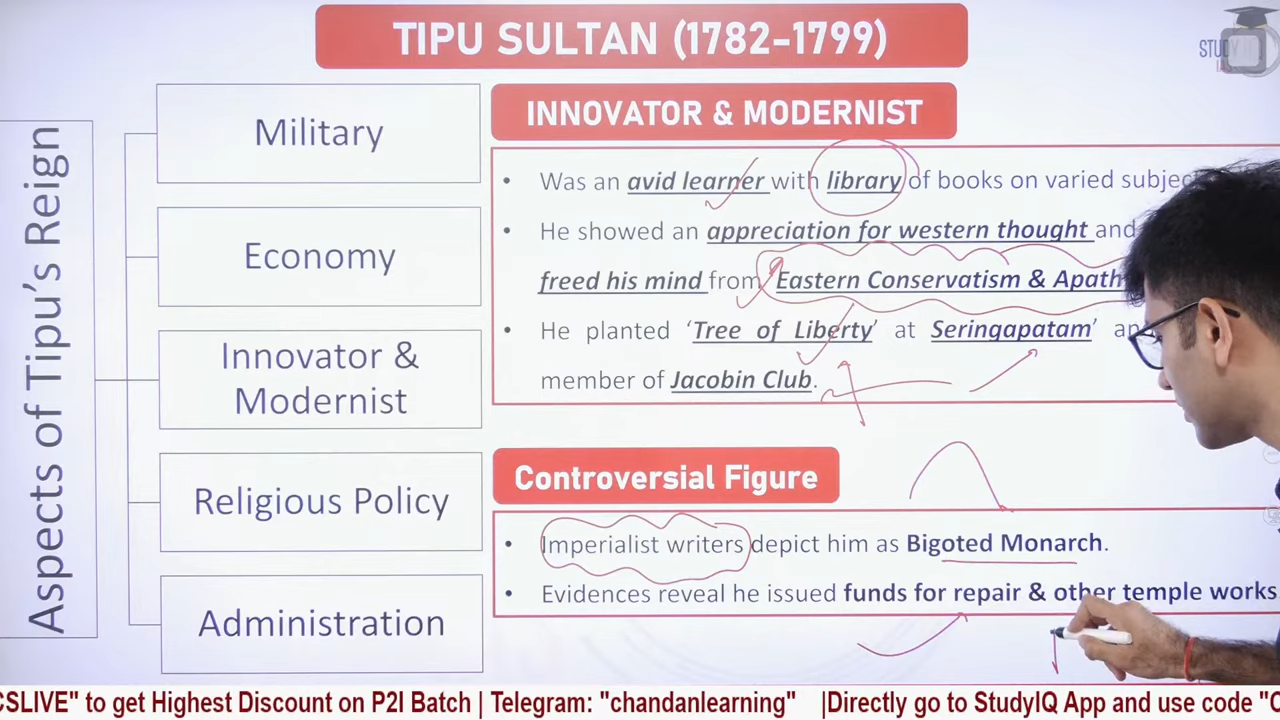 TIPU SULTAN (1782-1799)
STUDY
Aspects of Tipu's Reign
Military
Economy
Innovator &
Modernist
Religious Policy
Administration
INNOVATOR & MODERNIST
• Was an avid learner with library of books on varied
• He showed an appreciation for western thought and
freed his mind from Eastern Conservatism &
• He planted ‘Tree of Liberty’ at Seringapatam’
member of Jacobin Club.
Controversial Figure
• Imperialist writers depict him as Bigoted Monarch.
• Evidences reveal he issued funds for repair & other temple works
CSLIVE" to get Highest Discount on P2I Batch | Telegram: "chandanlearning" |Directly go to StudyIQ App and use code "C